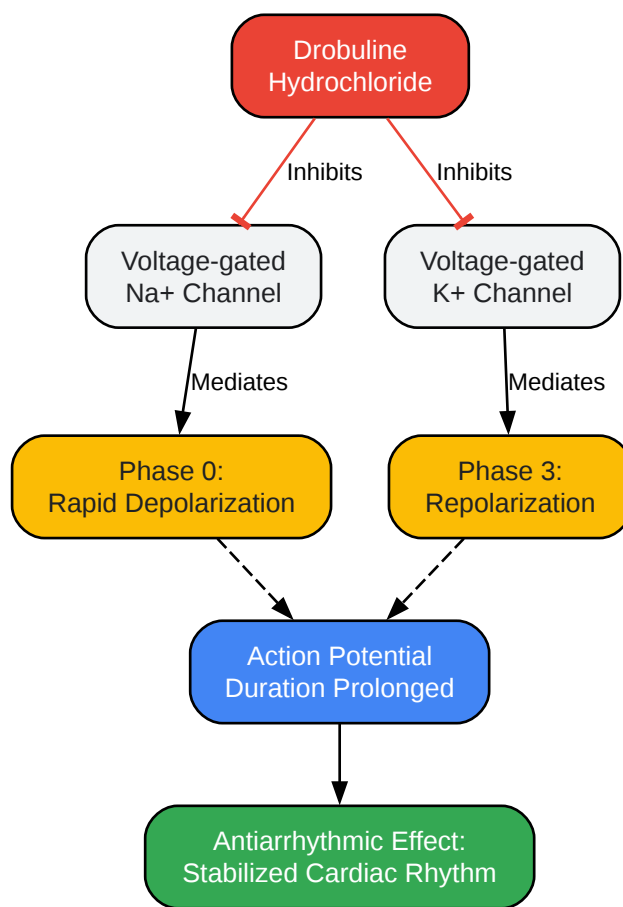 Drobuline
Hydrochloride
Inhibits
Inhibits
Voltage-gated
Na+ Channel
Voltage-gated
K+ Channel
Mediates
Mediates
Phase 0:
Rapid Depolarization
Phase 3:
Repolarization
Action Potential
Duration Prolonged
Antiarrhythmic Effect:
Stabilized Cardiac Rhythm